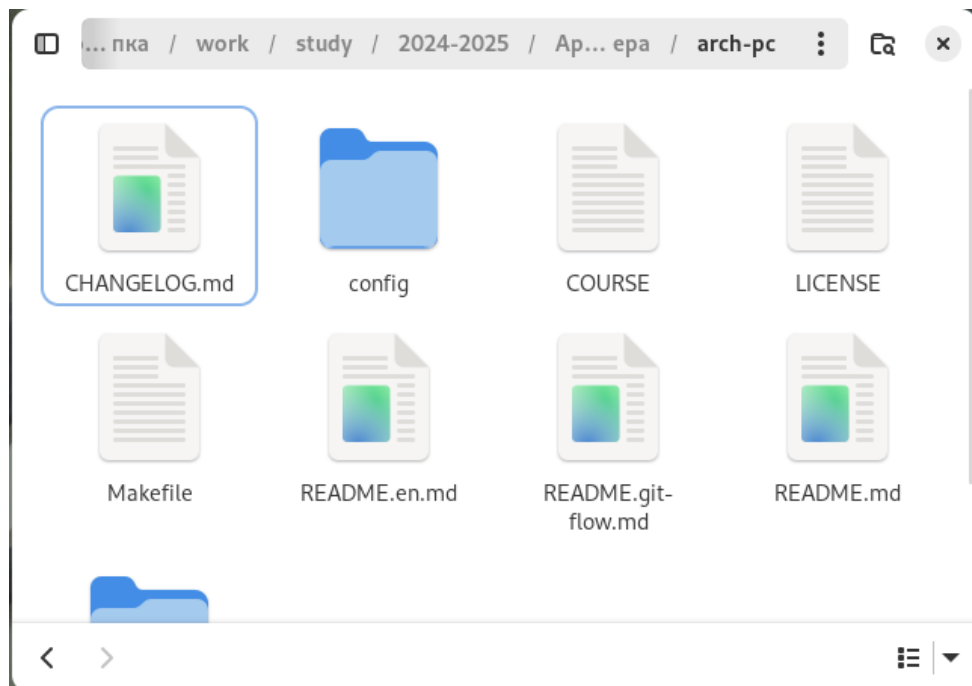 ... пка / work / study / 2024-2025 / Ар... ера / arch-pc
CHANGELOG.md config COURSE LICENSE
Makefile README.en.md README.git-flow.md README.md